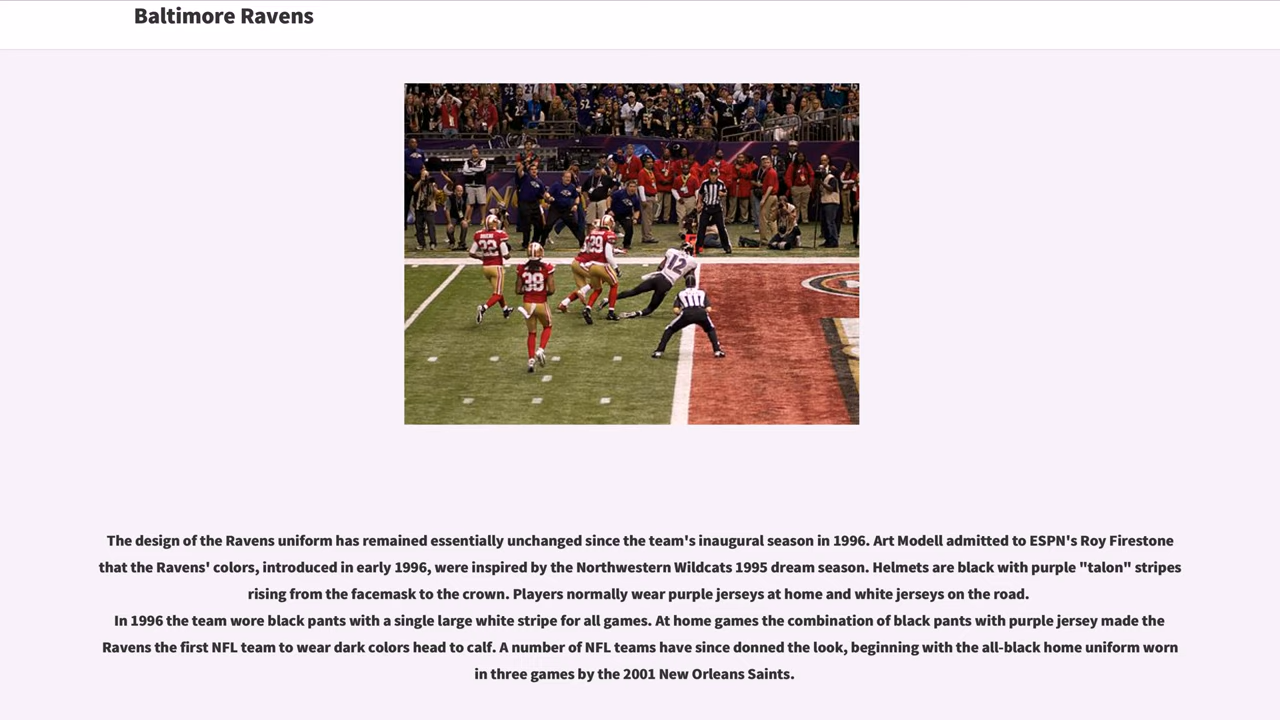 Baltimore Ravens
52
22
38
29
12
The design of the Ravens uniform has remained essentially unchanged since the team's inaugural season in 1996. Art Modell admitted to ESPN's Roy Firestone
that the Ravens' colors, introduced in early 1996, were inspired by the Northwestern Wildcats 1995 dream season. Helmets are black with purple "talon" stripes
rising from the facemask to the crown. Players normally wear purple jerseys at home and white jerseys on the road.
In 1996 the team wore black pants with a single large white stripe for all games. At home games the combination of black pants with purple jersey made the
Ravens the first NFL team to wear dark colors head to calf. A number of NFL teams have since donned the look, beginning with the all-black home uniform worn
in three games by the 2001 New Orleans Saints.